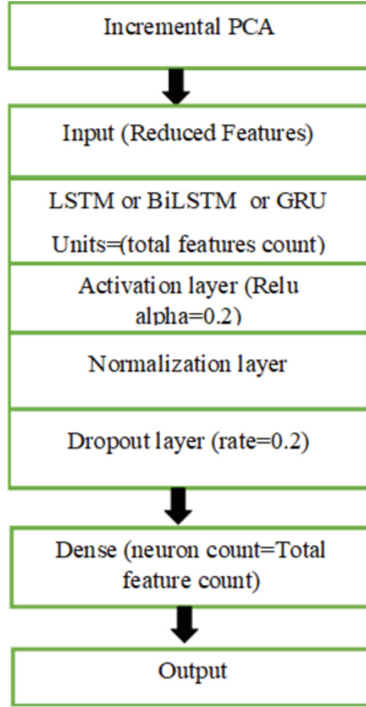 Incremental PCA
Input (Reduced Features)
LSTM or BiLSTM or GRU
Units=(total features count)
Activation layer (Relu
alpha=0.2)
Normalization layer
Dropout layer (rate=0.2)
Dense (neuron count=Total
feature count)
Output